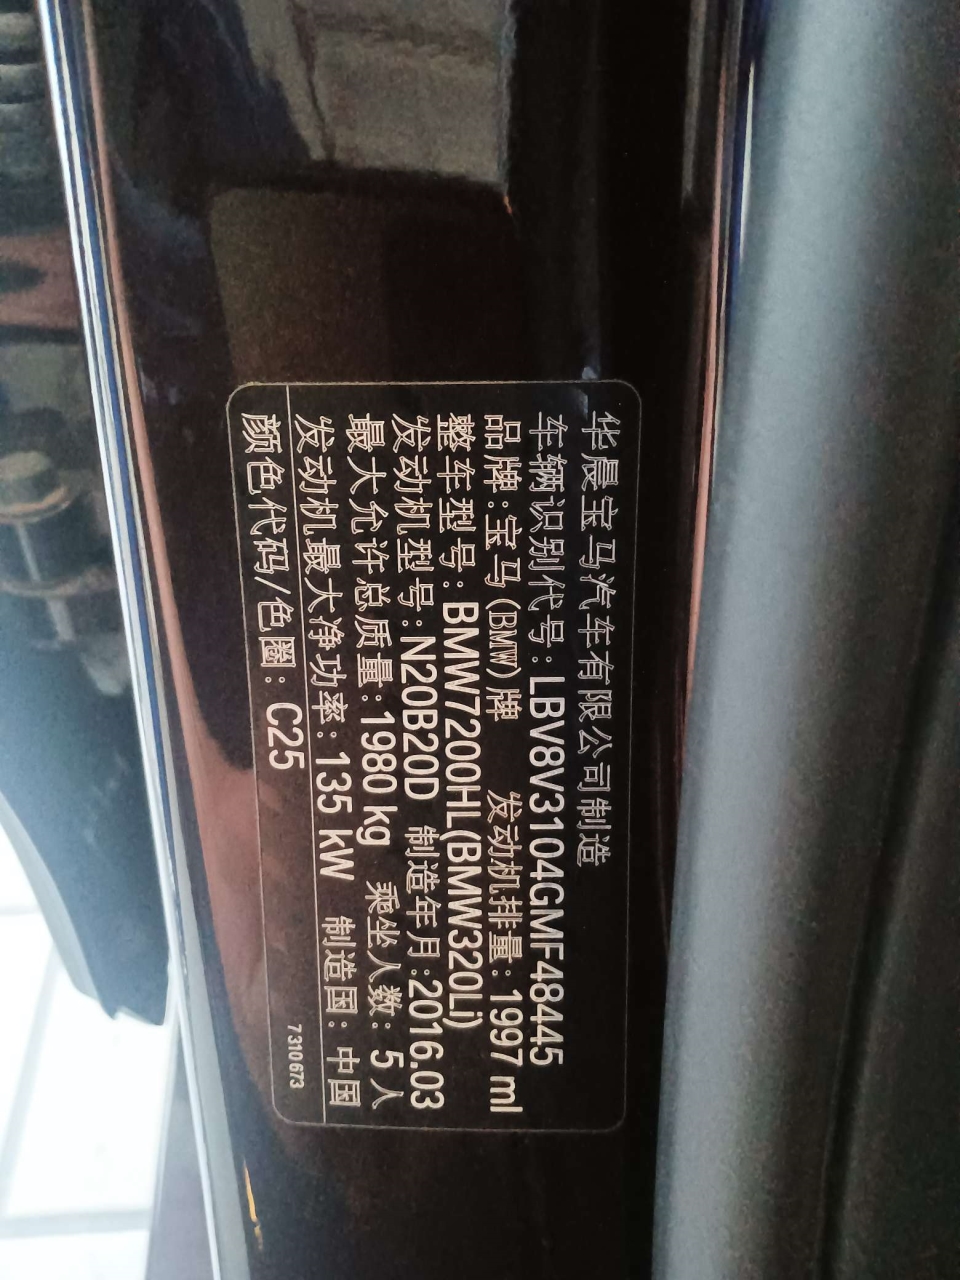 华晨宝马汽车有限公司制造
车辆识别代号：LBV8V3104GMF48445
品牌：宝马(BMW)牌 发动机排量：1997 ml
整车型号：BMW7200HL(BMW320Li)
发动机型号：N20B20D 制造年月：2016.03
最大允许总质量：1980 kg 乘坐人数：5人
发动机最大净功率：135 kW 制造国：中国
颜色代码/色圈：C25
7310673